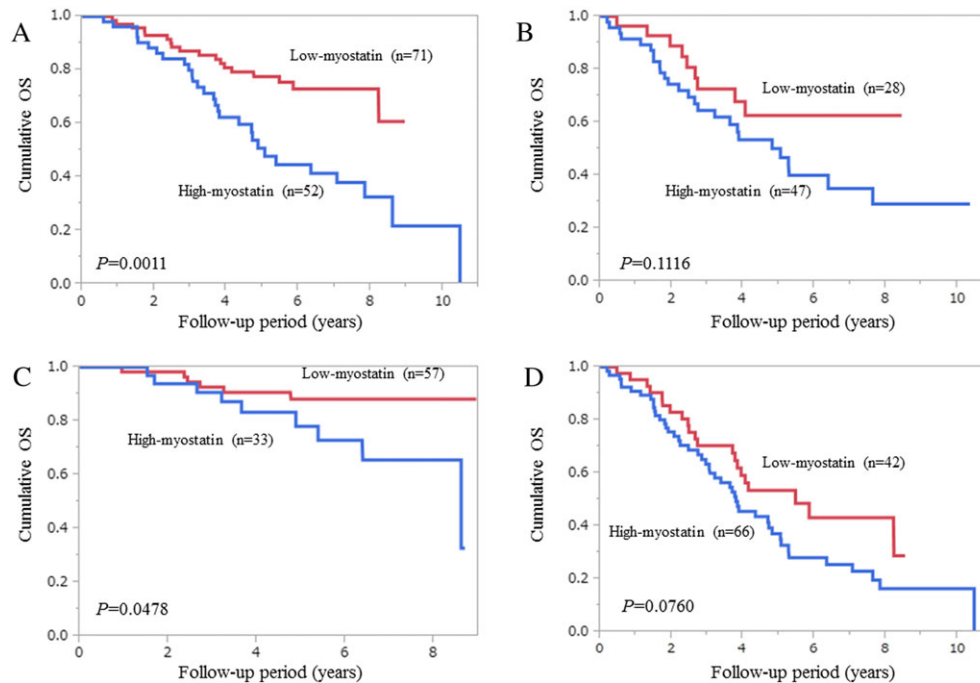 A
1.0
0.8
0.6
0.4
0.2
0.0
Cumulative OS
Low-myostatin (n=71)
High-myostatin (n=52)
P=0.0011
0 2 4 6 8 10
Follow-up period (years)
B
1.0
0.8
0.6
0.4
0.2
0.0
Cumulative OS
Low-myostatin (n=28)
High-myostatin (n=47)
P=0.1116
0 2 4 6 8 10
Follow-up period (years)
C
1.0
0.8
0.6
0.4
0.2
0.0
Cumulative OS
Low-myostatin (n=57)
High-myostatin (n=33)
P=0.0478
0 2 4 6 8
Follow-up period (years)
D
1.0
0.8
0.6
0.4
0.2
0.0
Cumulative OS
Low-myostatin (n=42)
High-myostatin (n=66)
P=0.0760
0 2 4 6 8 10
Follow-up period (years)